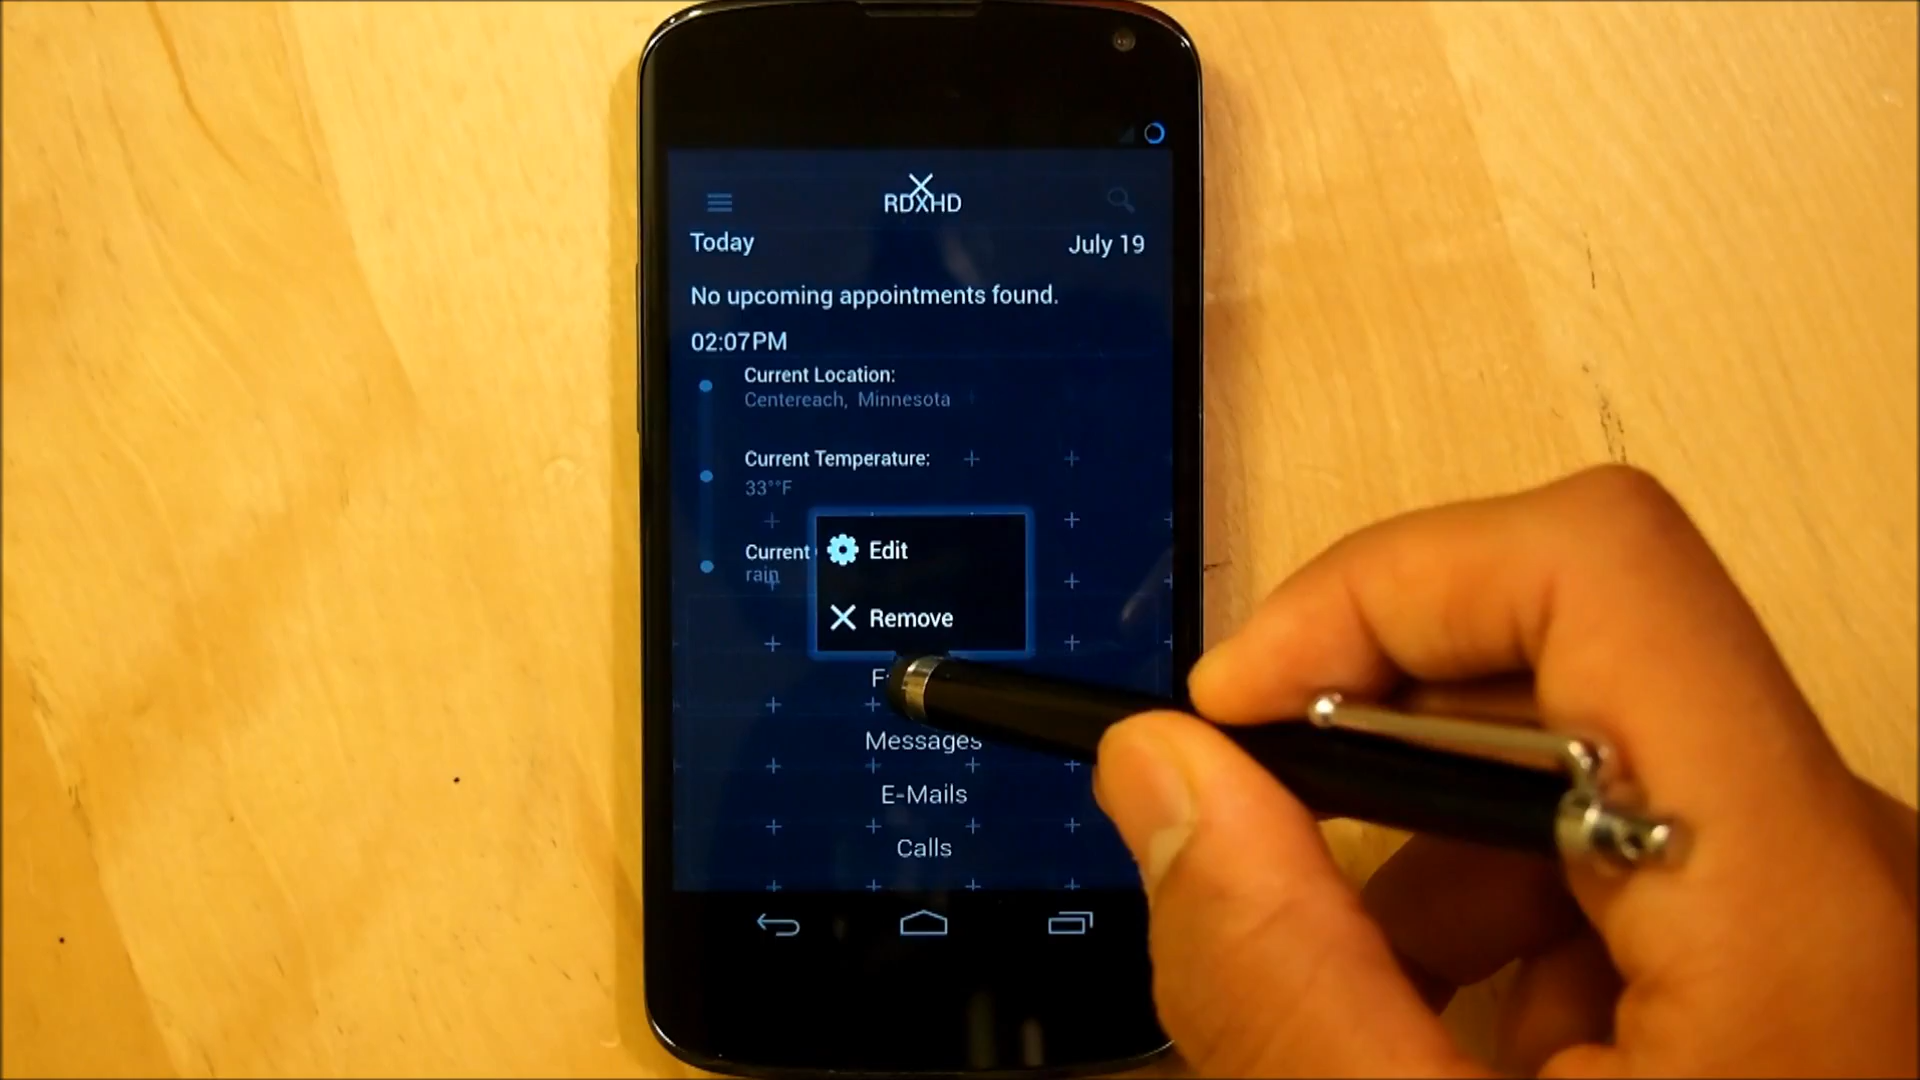 RDXHD
Today
July 19
No upcoming appointments found.
02:07PM
Current Location:
Centereach, Minnesota
Current Temperature:
33°°F
Current
rain
Edit
Remove
Messages
E-Mails
Calls